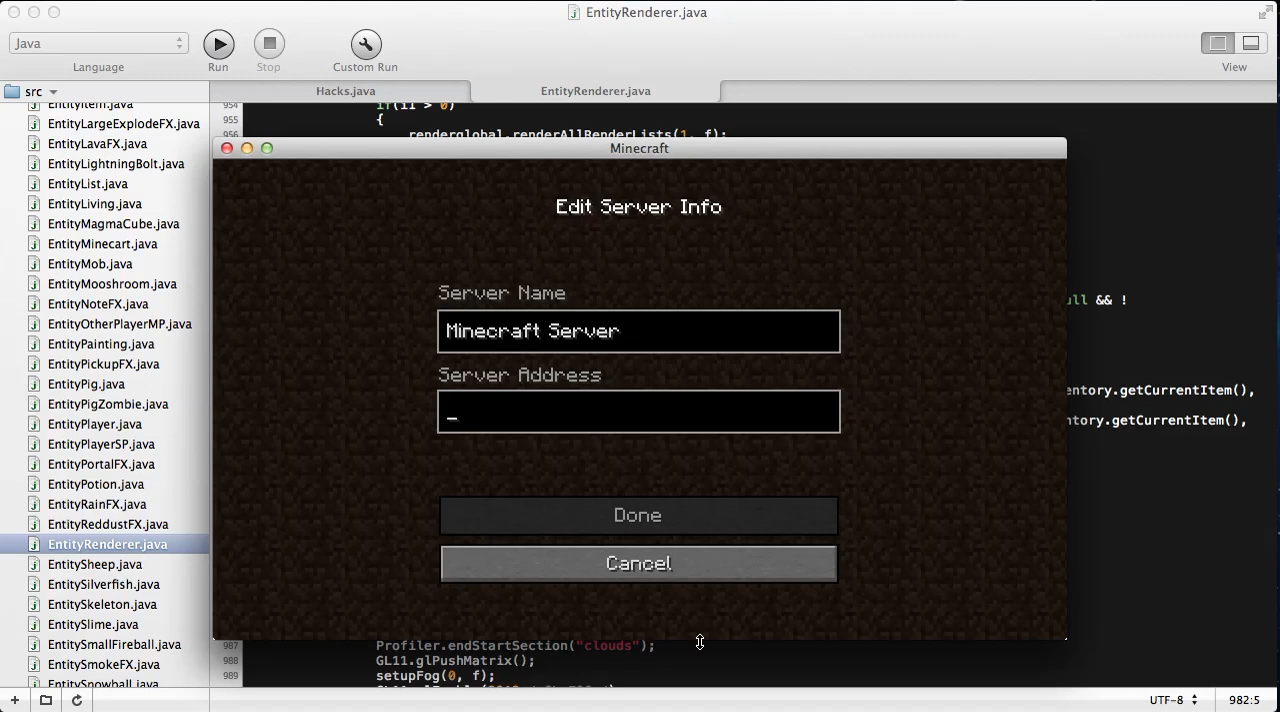 EntityRenderer.java
Java
Language
Run
Stop
Custom Run
View
src
Hacks.java
EntityRenderer.java
EntityItem.java
EntityLargeExplodeFX.java
EntityLavaFX.java
EntityLightningBolt.java
EntityList.java
EntityLiving.java
EntityMagmaCube.java
EntityMinecart.java
EntityMob.java
EntityMooshroom.java
EntityNoteFX.java
EntityOtherPlayerMP.java
EntityPainting.java
EntityPickupFX.java
EntityPig.java
EntityPigZombie.java
EntityPlayer.java
EntityPlayerSP.java
EntityPortalFX.java
EntityPotion.java
EntityRainFX.java
EntityReddustFX.java
EntityRenderer.java
EntitySheep.java
EntitySilverfish.java
EntitySkeleton.java
EntitySlime.java
EntitySmallFireball.java
EntitySmokeFX.java
EntitySnowball.java
954 if(i1 > 0)
955 {
956 renderglobal.renderAllRenderLists(1, f);
Minecraft
Edit Server Info
Server Name
Minecraft Server
Server Address
_
Done
Cancel
ull && !
entory.getCurrentItem(),
ntory.getCurrentItem(),
987 Profiler.endStartSection("clouds");
988 GL11.glPushMatrix();
989 setupFog(0, f);
UTF-8
982:5